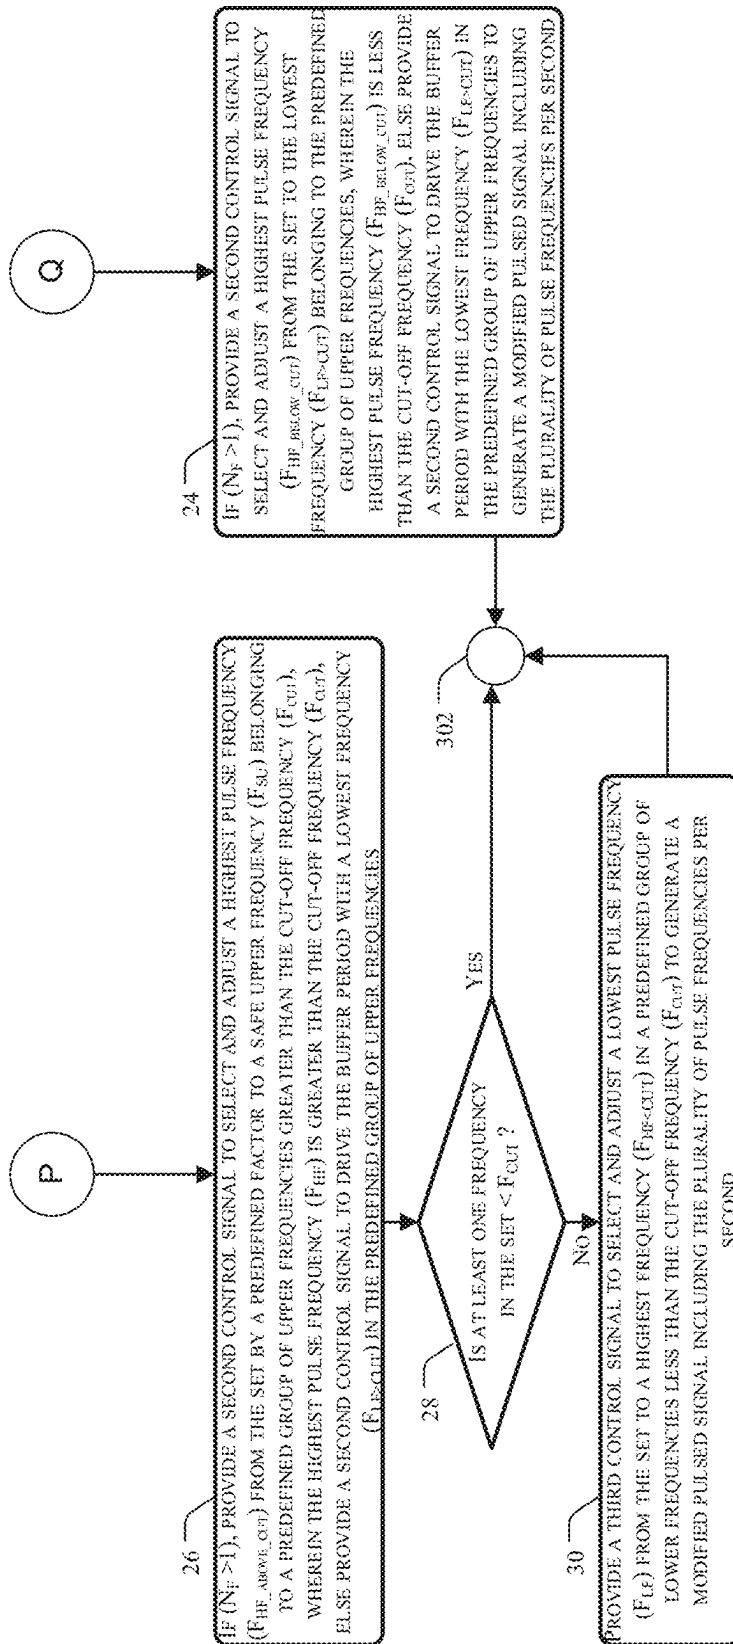 P
26
IF (NF >1), PROVIDE A SECOND CONTROL SIGNAL TO SELECT AND ADJUST A HIGHEST PULSE FREQUENCY
(FHF_ABOVE_CUT) FROM THE SET BY A PREDEFINED FACTOR TO A SAFE UPPER FREQUENCY (FSU) BELONGING
TO A PREDEFINED GROUP OF UPPER FREQUENCIES GREATER THAN THE CUT-OFF FREQUENCY (FCUT),
WHEREIN THE HIGHEST PULSE FREQUENCY (FHF) IS GREATER THAN THE CUT-OFF FREQUENCY (FCUT),
ELSE PROVIDE A SECOND CONTROL SIGNAL TO DRIVE THE BUFFER PERIOD WITH A LOWEST FREQUENCY
(FLF>CUT) IN THE PREDEFINED GROUP OF UPPER FREQUENCIES
28
IS AT LEAST ONE FREQUENCY
IN THE SET < FCUT ?
YES
NO
30
PROVIDE A THIRD CONTROL SIGNAL TO SELECT AND ADJUST A LOWEST PULSE FREQUENCY
(FLF) FROM THE SET TO A HIGHEST FREQUENCY (FHF<CUT) IN A PREDEFINED GROUP OF
LOWER FREQUENCIES LESS THAN THE CUT-OFF FREQUENCY (FCUT) TO GENERATE A
MODIFIED PULSED SIGNAL INCLUDING THE PLURALITY OF PULSE FREQUENCIES PER
SECOND
302
Q
24
IF (NF >1), PROVIDE A SECOND CONTROL SIGNAL TO
SELECT AND ADJUST A HIGHEST PULSE FREQUENCY
(FHF_BELOW_CUT) FROM THE SET TO THE LOWEST
FREQUENCY (FLF>CUT) BELONGING TO THE PREDEFINED
GROUP OF UPPER FREQUENCIES, WHEREIN THE
HIGHEST PULSE FREQUENCY (FHF_BELOW_CUT) IS LESS
THAN THE CUT-OFF FREQUENCY (FCUT), ELSE PROVIDE
A SECOND CONTROL SIGNAL TO DRIVE THE BUFFER
PERIOD WITH THE LOWEST FREQUENCY (FLF>CUT) IN
THE PREDEFINED GROUP OF UPPER FREQUENCIES TO
GENERATE A MODIFIED PULSED SIGNAL INCLUDING
THE PLURALITY OF PULSE FREQUENCIES PER SECOND